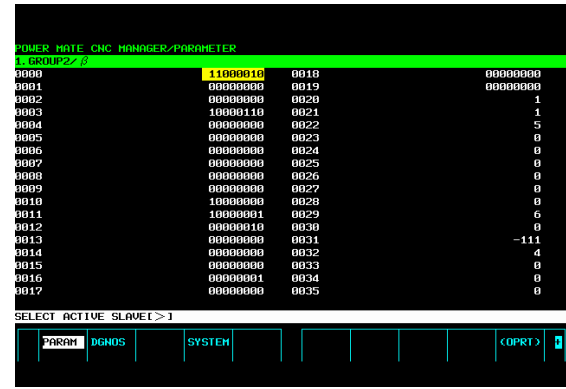 POWER MATE CNC MANAGER/PARAMETER
1. GROUP2/ β
0000 11000010 0018 00000000
0001 00000000 0019 00000000
0002 00000000 0020 1
0003 10000110 0021 1
0004 00000000 0022 5
0005 00000000 0023 0
0006 00000000 0024 0
0007 00000000 0025 0
0008 00000000 0026 0
0009 00000000 0027 0
0010 10000000 0028 0
0011 10000001 0029 6
0012 00000010 0030 0
0013 00000000 0031 -111
0014 00000000 0032 4
0015 00000000 0033 0
0016 00000001 0034 0
0017 00000000 0035 0
SELECT ACTIVE SLAVE[>]
PARAM DGNOS SYSTEM (OPRT) +